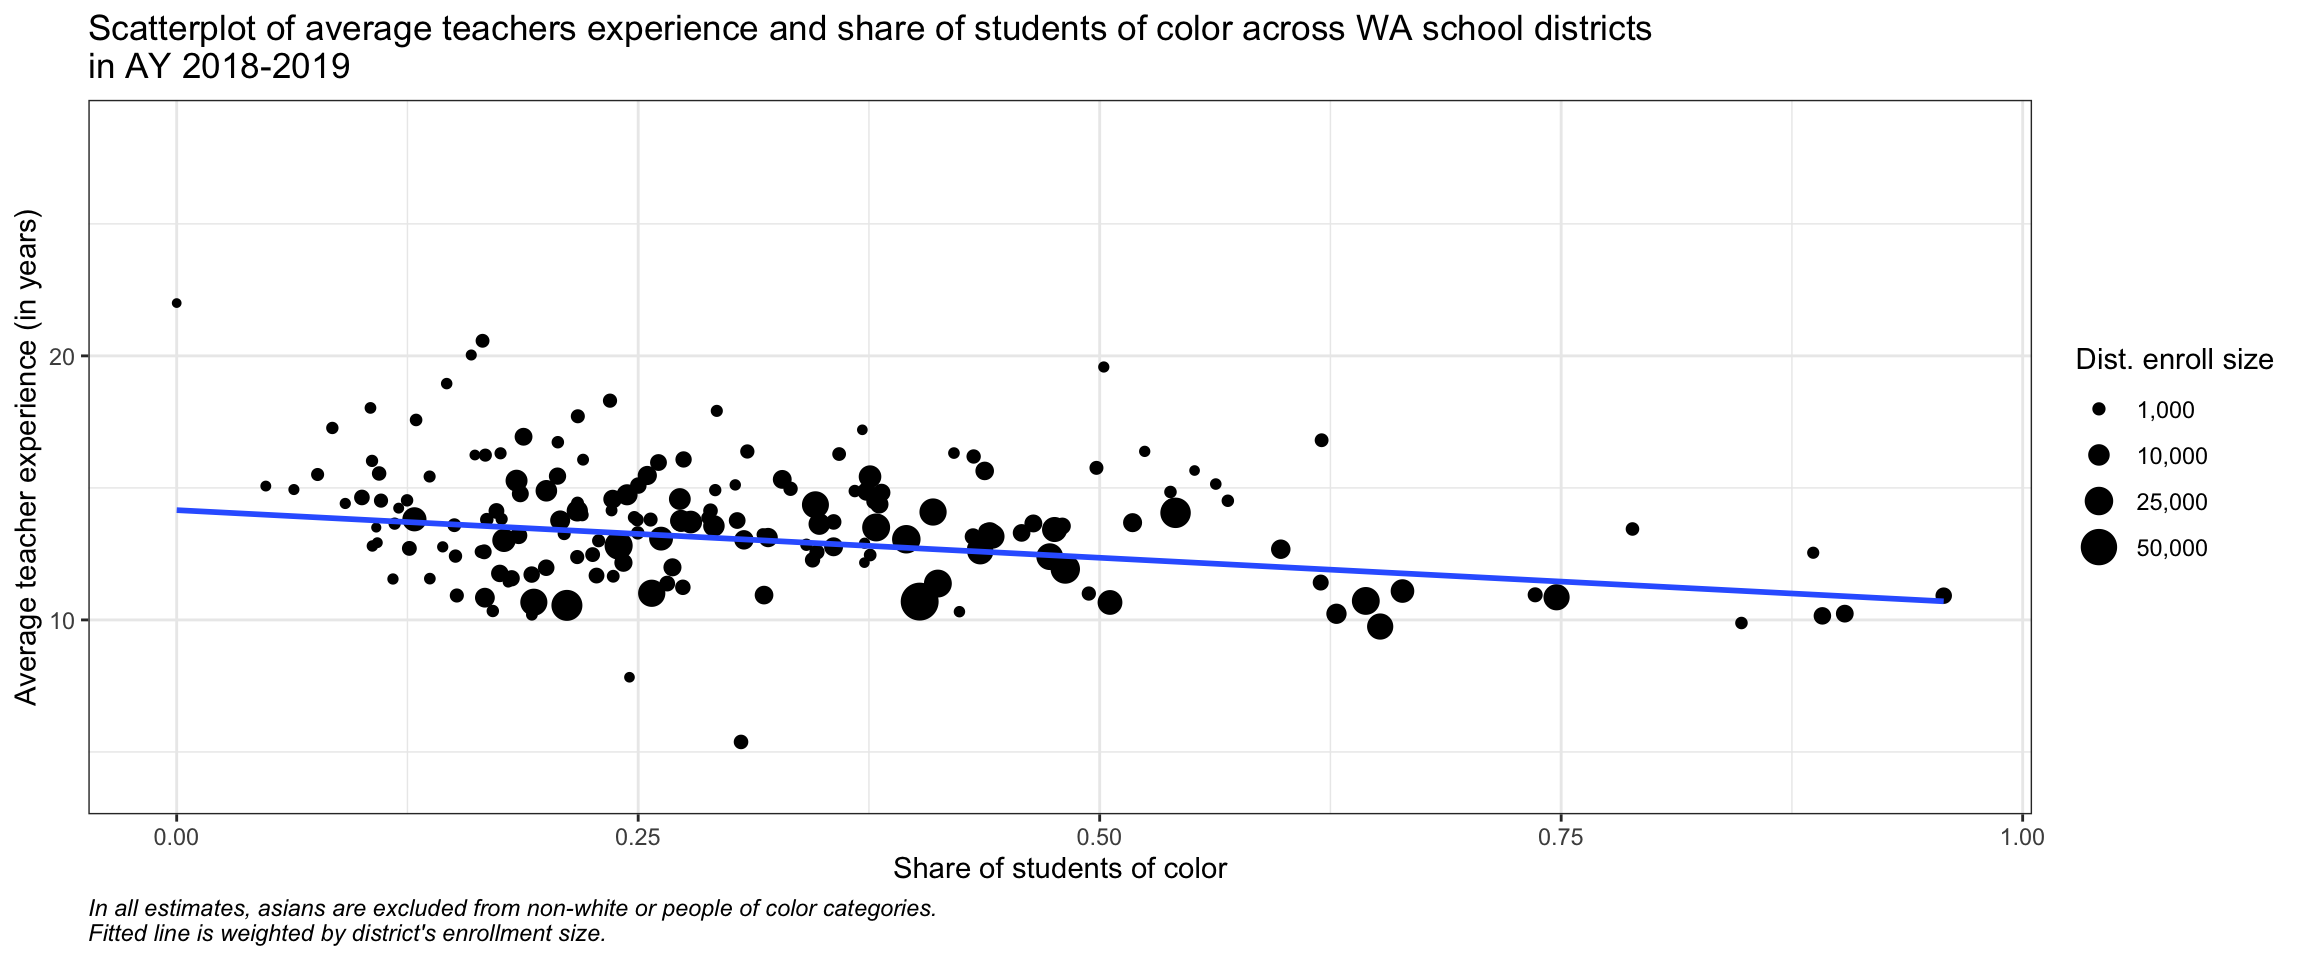 Scatterplot of average teachers experience and share of students of color across WA school districts
in AY 2018-2019
Average teacher experience (in years)
20
10
0.00
0.25
0.50
0.75
1.00
Share of students of color
Dist. enroll size
1,000
10,000
25,000
50,000
In all estimates, asians are excluded from non-white or people of color categories.
Fitted line is weighted by district's enrollment size.